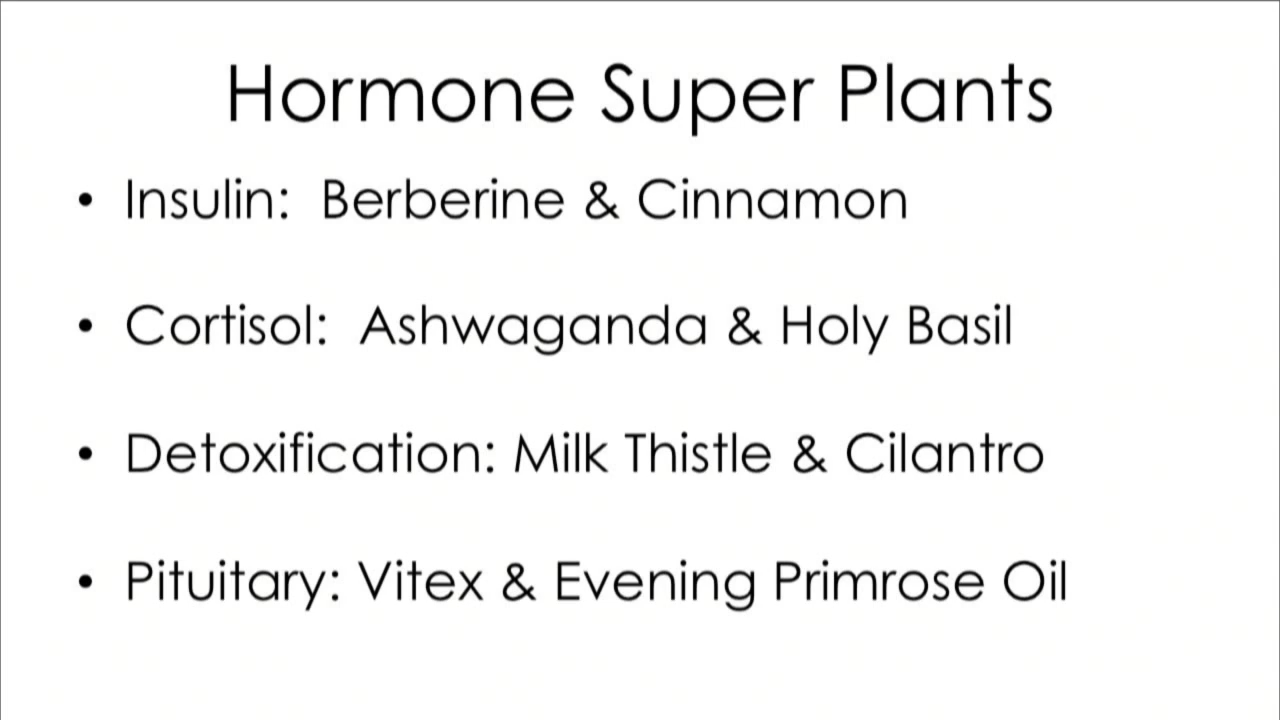 Hormone Super Plants
• Insulin:  Berberine & Cinnamon
• Cortisol:  Ashwaganda & Holy Basil
• Detoxification: Milk Thistle & Cilantro
• Pituitary: Vitex & Evening Primrose Oil